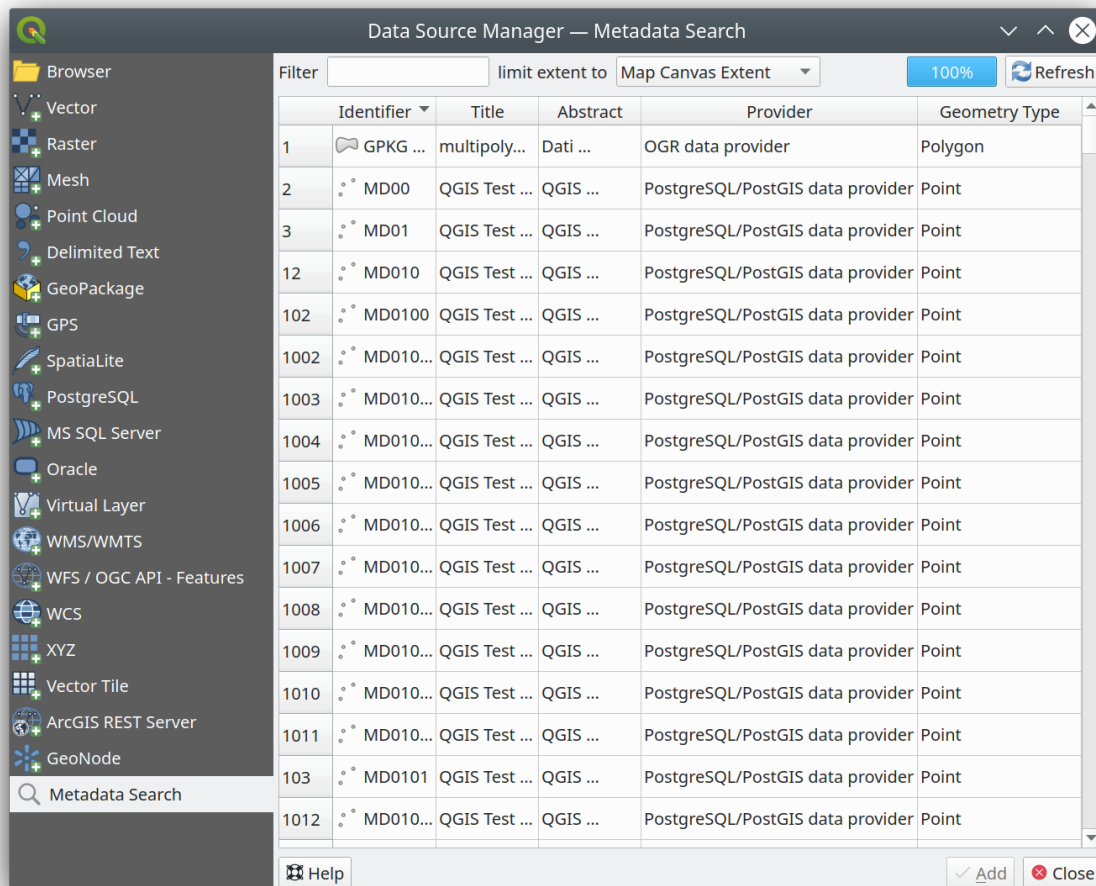 Data Source Manager — Metadata Search
Browser
Vector
Raster
Mesh
Point Cloud
Delimited Text
GeoPackage
GPS
SpatiaLite
PostgreSQL
MS SQL Server
Oracle
Virtual Layer
WMS/WMTS
WFS / OGC API - Features
WCS
XYZ
Vector Tile
ArcGIS REST Server
GeoNode
Metadata Search
Filter limit extent to Map Canvas Extent 100% Refresh
Identifier Title Abstract Provider Geometry Type
1 GPKG ... multipoly... Dati ... OGR data provider Polygon
2 MD00 QGIS Test ... QGIS ... PostgreSQL/PostGIS data provider Point
3 MD01 QGIS Test ... QGIS ... PostgreSQL/PostGIS data provider Point
12 MD010 QGIS Test ... QGIS ... PostgreSQL/PostGIS data provider Point
102 MD0100 QGIS Test ... QGIS ... PostgreSQL/PostGIS data provider Point
1002 MD010... QGIS Test ... QGIS ... PostgreSQL/PostGIS data provider Point
1003 MD010... QGIS Test ... QGIS ... PostgreSQL/PostGIS data provider Point
1004 MD010... QGIS Test ... QGIS ... PostgreSQL/PostGIS data provider Point
1005 MD010... QGIS Test ... QGIS ... PostgreSQL/PostGIS data provider Point
1006 MD010... QGIS Test ... QGIS ... PostgreSQL/PostGIS data provider Point
1007 MD010... QGIS Test ... QGIS ... PostgreSQL/PostGIS data provider Point
1008 MD010... QGIS Test ... QGIS ... PostgreSQL/PostGIS data provider Point
1009 MD010... QGIS Test ... QGIS ... PostgreSQL/PostGIS data provider Point
1010 MD010... QGIS Test ... QGIS ... PostgreSQL/PostGIS data provider Point
1011 MD010... QGIS Test ... QGIS ... PostgreSQL/PostGIS data provider Point
103 MD0101 QGIS Test ... QGIS ... PostgreSQL/PostGIS data provider Point
1012 MD010... QGIS Test ... QGIS ... PostgreSQL/PostGIS data provider Point
Help Add Close